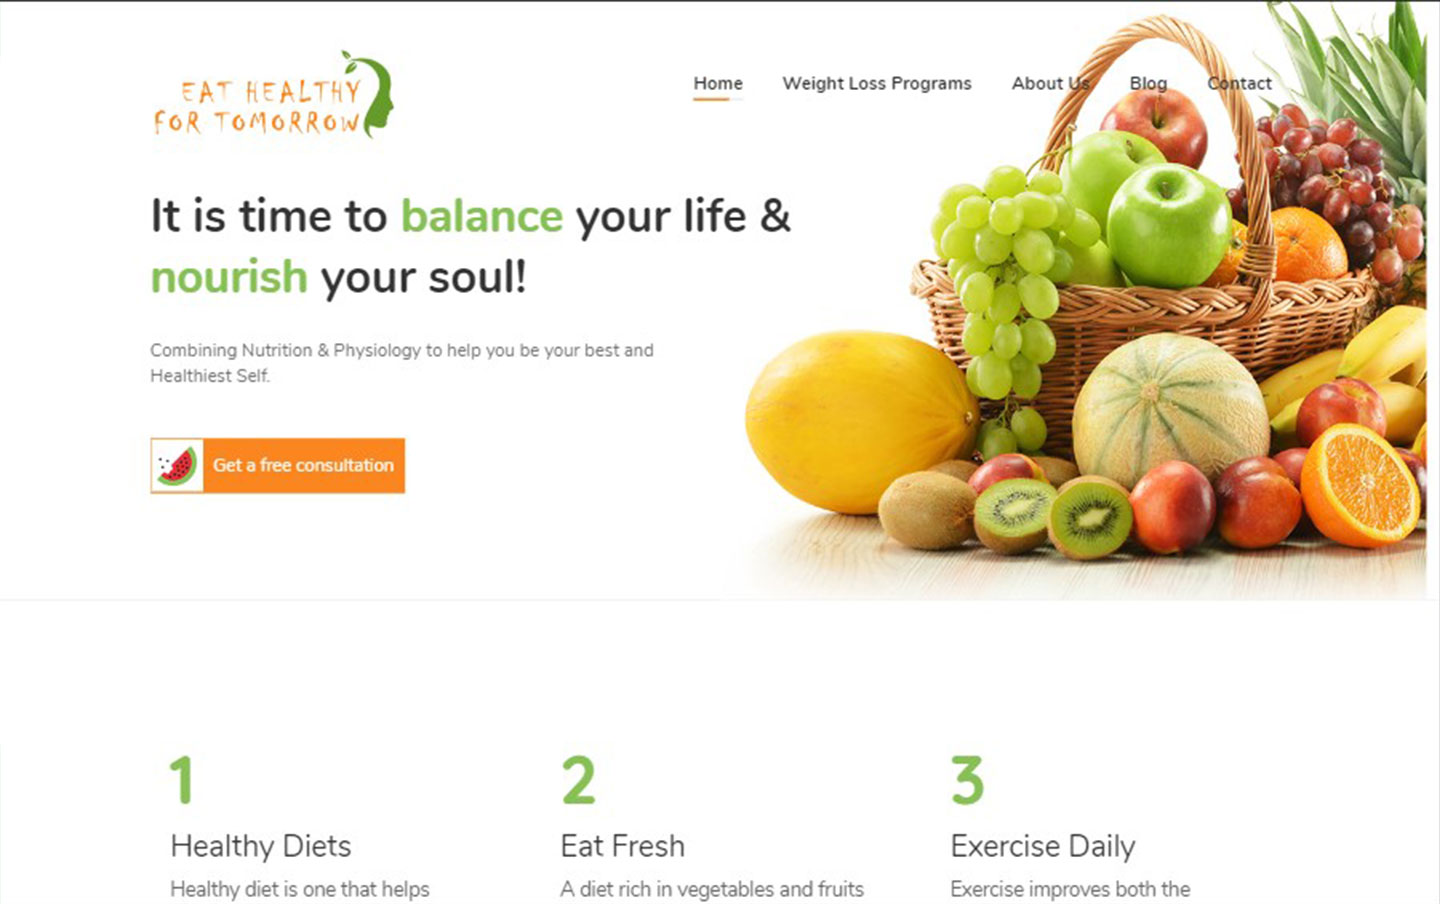 EAT HEALTHY
FOR TOMORROW
Home Weight Loss Programs About Us Blog Contact
It is time to balance your life &
nourish your soul!
Combining Nutrition & Physiology to help you be your best and
Healthiest Self.
Get a free consultation
1
Healthy Diets
Healthy diet is one that helps
2
Eat Fresh
A diet rich in vegetables and fruits
3
Exercise Daily
Exercise improves both the